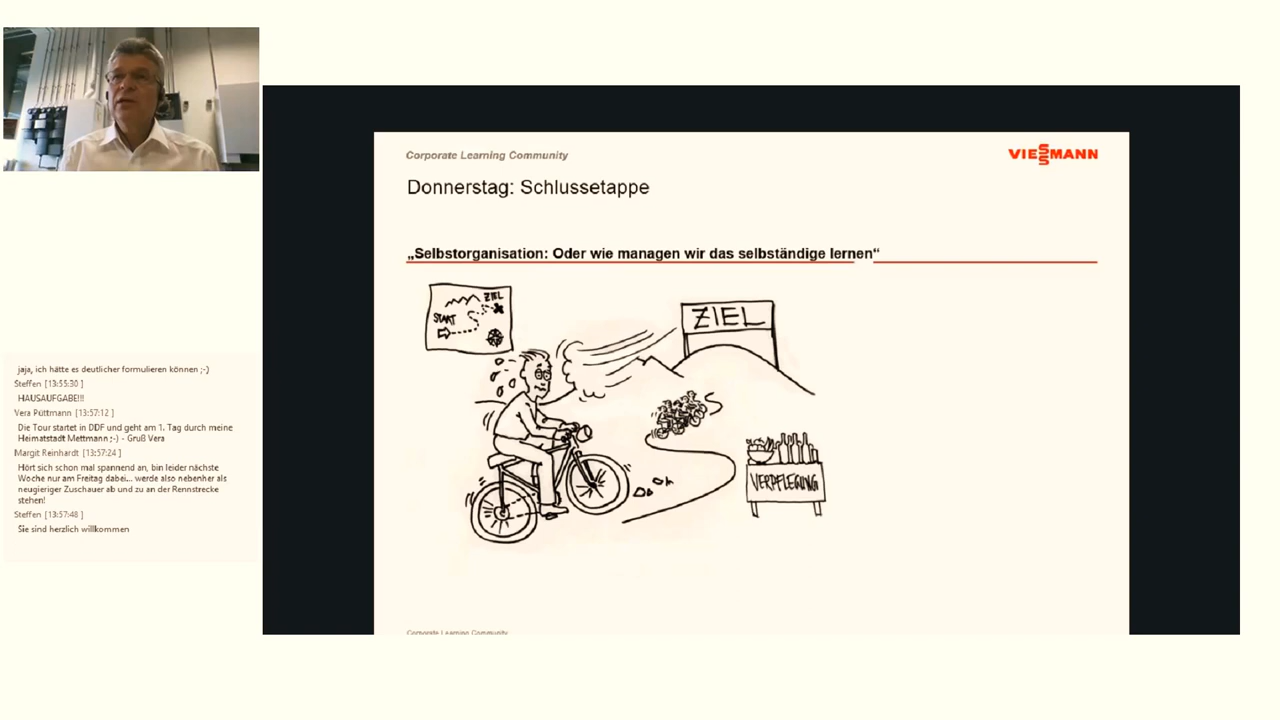 Corporate Learning Community
VIESSMANN
Donnerstag: Schlussetappe
„Selbstorganisation: Oder wie managen wir das selbständige lernen“
ZIEL
START
ZIEL
VERPFLEGUNG
Corporate Learning Community
jaja, ich hätte es deutlicher formulieren können ;-)
Steffen [13:55:30 ]
HAUSAUFGABE!!!
Vera Püttmann [13:57:12 ]
Die Tour startet in DDF und geht am 1. Tag durch meine
Heimatstadt Mettmann ;-) - Gruß Vera
Margit Reinhardt [13:57:24 ]
Hört sich schon mal spannend an, bin leider nächste
Woche nur am Freitag dabei... werde also nebenher als
neugieriger Zuschauer ab und zu an der Rennstrecke
stehen!
Steffen [13:57:48 ]
Sie sind herzlich willkommen